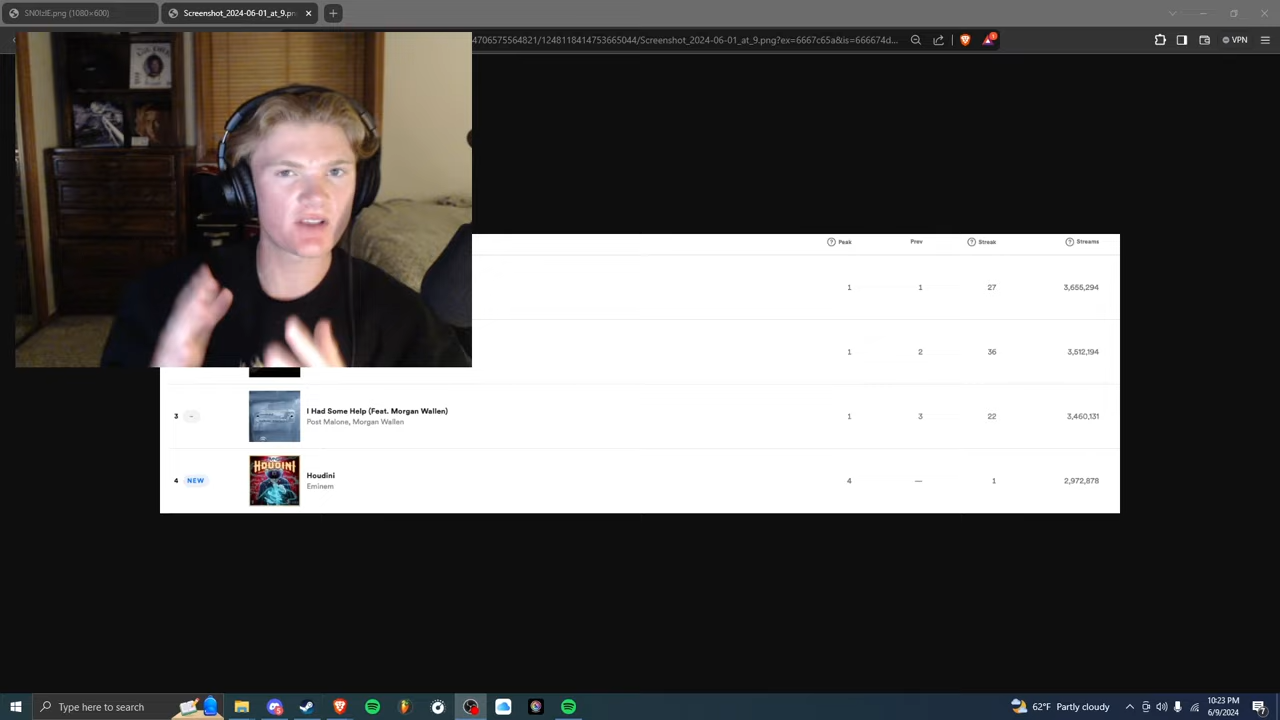 SN0IzlE.png (1080×600)
Screenshot_2024-06-01_at_9.pn
4706575564821/1248118414753665044/Screenshot_2024-06-01_at_9.png?ex=6667c65a&is=666674d...
VPN
Peak Prev Streak Streams
1 1 27 3,655,294
1 2 36 3,512,194
3 I Had Some Help (Feat. Morgan Wallen) 1 3 22 3,460,131
Post Malone, Morgan Wallen
HOUDINI
4 NEW Houdini 4 — 1 2,972,878
Eminem
Type here to search
62°F Partly cloudy
10:23 PM
6/9/2024